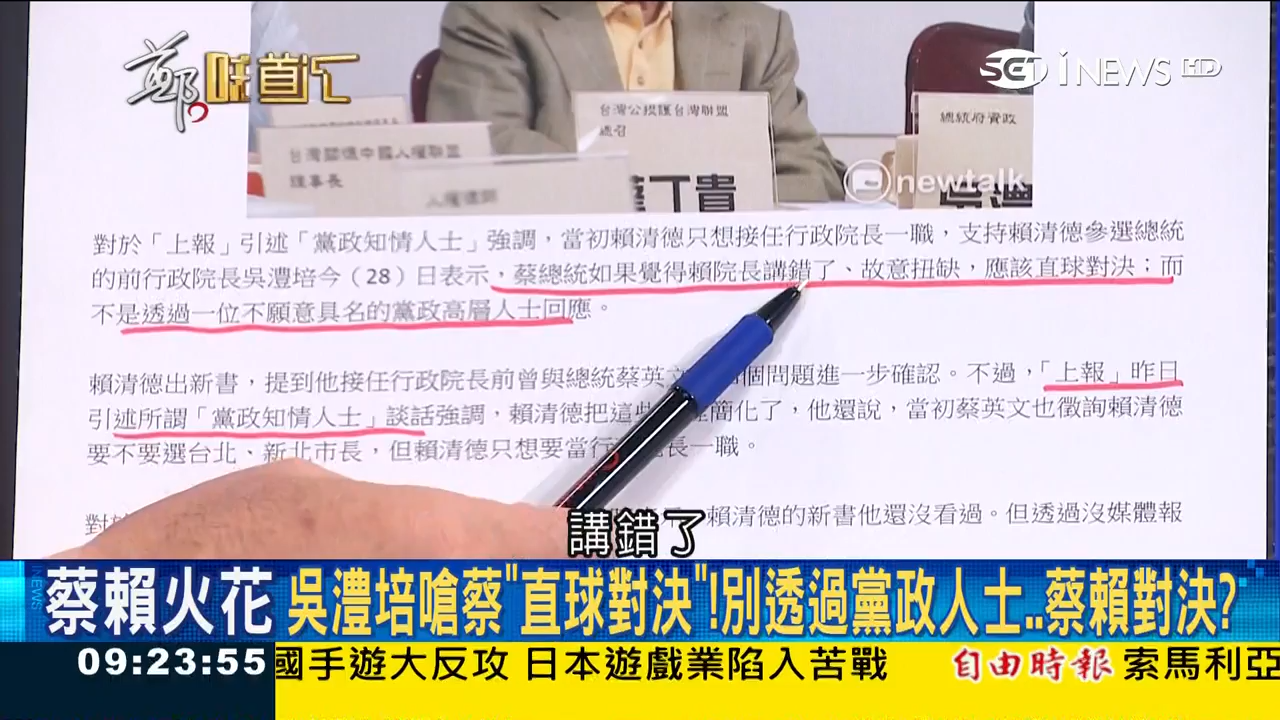 鄭．味首汇
SET iNEWS HD
台灣公投護台灣聯盟
總召
總統府資政
台灣關懷中國人權聯盟
理事長
人權律師
丁貴
newtalk
對於「上報」引述「黨政知情人士」強調，當初賴清德只想接任行政院長一職，支持賴清德參選總統
的前行政院長吳澧培今（28）日表示，蔡總統如果覺得賴院長講錯了、故意扭缺，應該直球對決；而
不是透過一位不願意具名的黨政高層人士回應。
賴清德出新書，提到他接任行政院長前曾與總統蔡英文 個問題進一步確認。不過，「上報」昨日
引述所謂「黨政知情人士」談話強調，賴清德把這些 簡化了，他還說，當初蔡英文也徵詢賴清德
要不要選台北、新北市長，但賴清德只想要當行 長一職。
對 賴清德的新書他還沒看過。但透過沒媒體報
講錯了
iNEWS
蔡賴火花
吳澧培嗆蔡"直球對決"!別透過黨政人士..蔡賴對決?
09:23:55
國手遊大反攻 日本遊戲業陷入苦戰
自由時報 索馬利亞